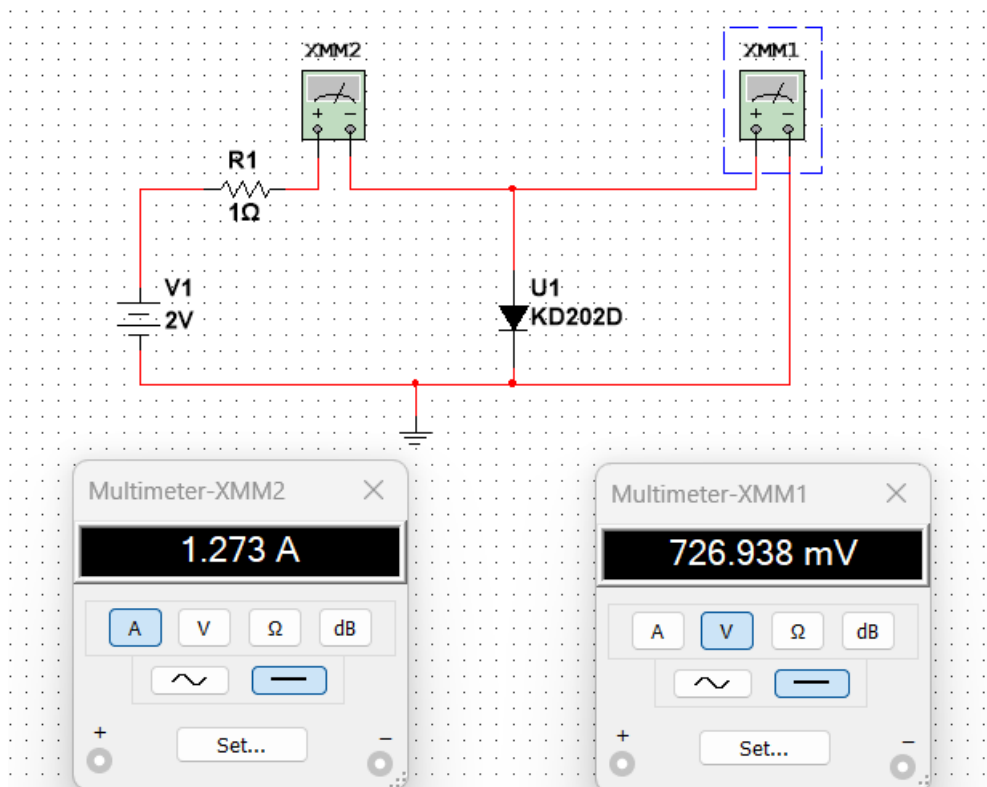 XMM2
XMM1
R1
1Ω
V1
2V
U1
KD202D
+ −
+ −
Multimeter-XMM2
1.273 A
A V Ω dB
Set...
+ −
Multimeter-XMM1
726.938 mV
A V Ω dB
Set...
+ −